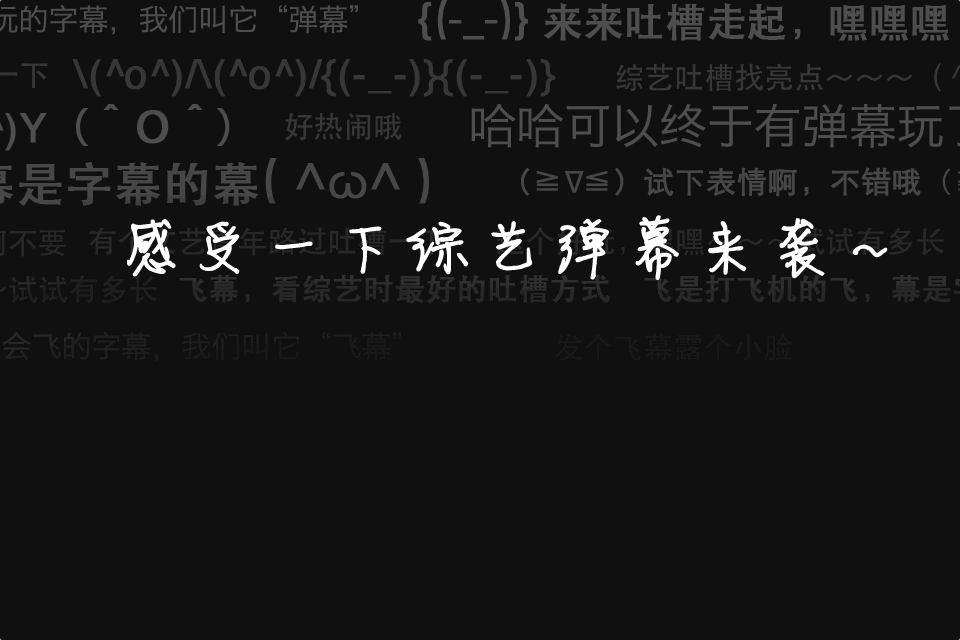 玩的字幕，我们叫它“弹幕” {(-_-)} 来来吐槽走起，嘿嘿嘿
一下 \(^o^)/\(^o^)/{(-_-)}{(-_-)} 综艺吐槽找亮点～～～（^
^)Y（＾O＾） 好热闹哦 哈哈可以终于有弹幕玩了
幕是字幕的幕( ^ω^ ) （≧∇≦）试下表情啊，不错哦（≧
不要 有个 艺 年路过吐槽 个 试有多长
感受一下综艺弹幕来袭～
~试试有多长 飞幕，看综艺时最好的吐槽方式 飞是打飞机的飞，幕是字
会飞的字幕，我们叫它“飞幕” 发个飞幕露个小脸